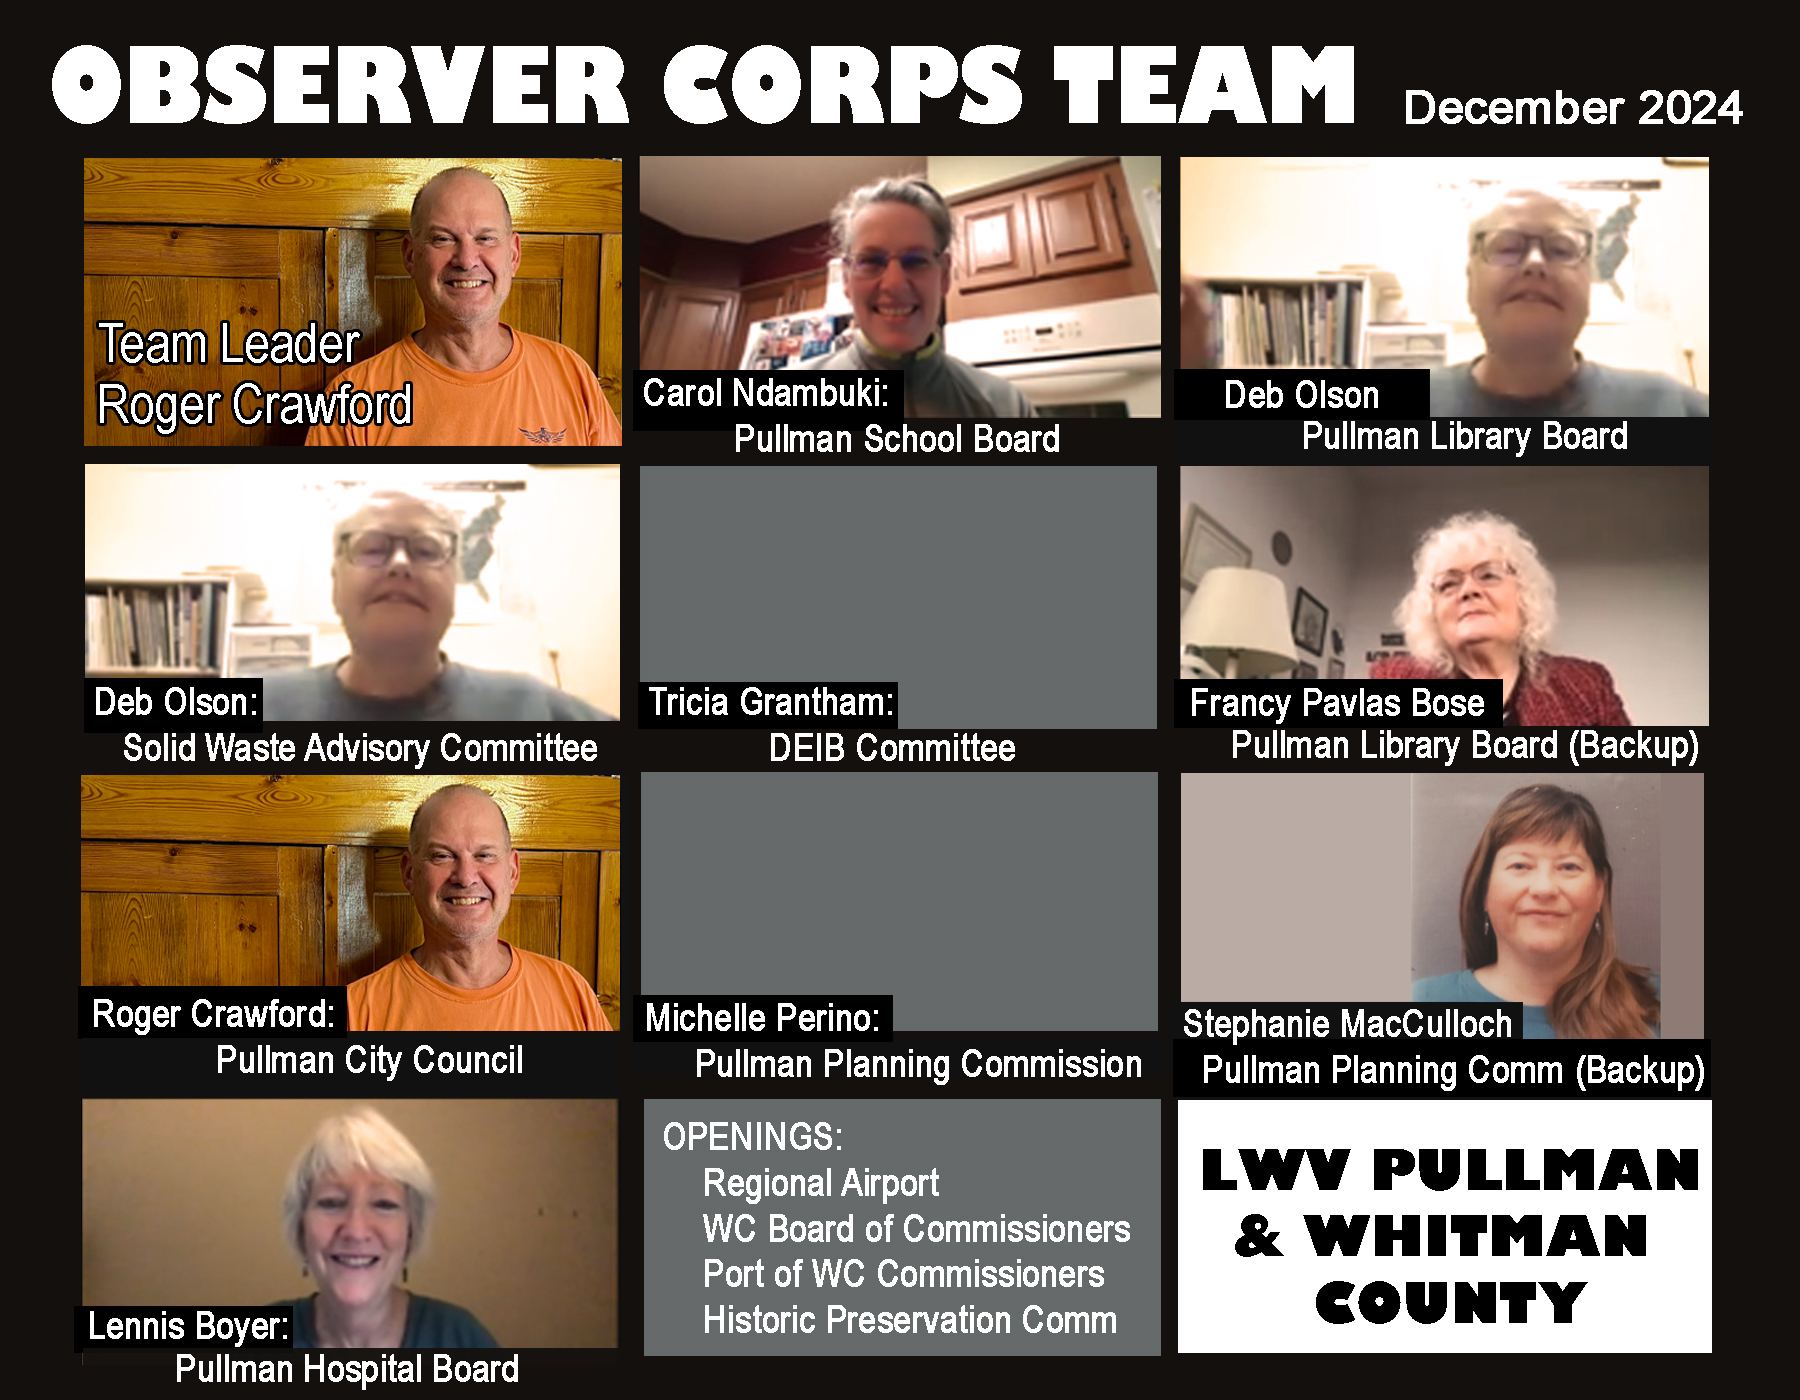 OBSERVER CORPS TEAM December 2024
Team Leader
Roger Crawford
Carol Ndambuki:
Pullman School Board
Deb Olson
Pullman Library Board
Deb Olson:
Solid Waste Advisory Committee
Tricia Grantham:
DEIB Committee
Francy Pavlas Bose
Pullman Library Board (Backup)
Roger Crawford:
Pullman City Council
Michelle Perino:
Pullman Planning Commission
Stephanie MacCulloch
Pullman Planning Comm (Backup)
Lennis Boyer:
Pullman Hospital Board
OPENINGS:
Regional Airport
WC Board of Commissioners
Port of WC Commissioners
Historic Preservation Comm
LWV PULLMAN
& WHITMAN
COUNTY